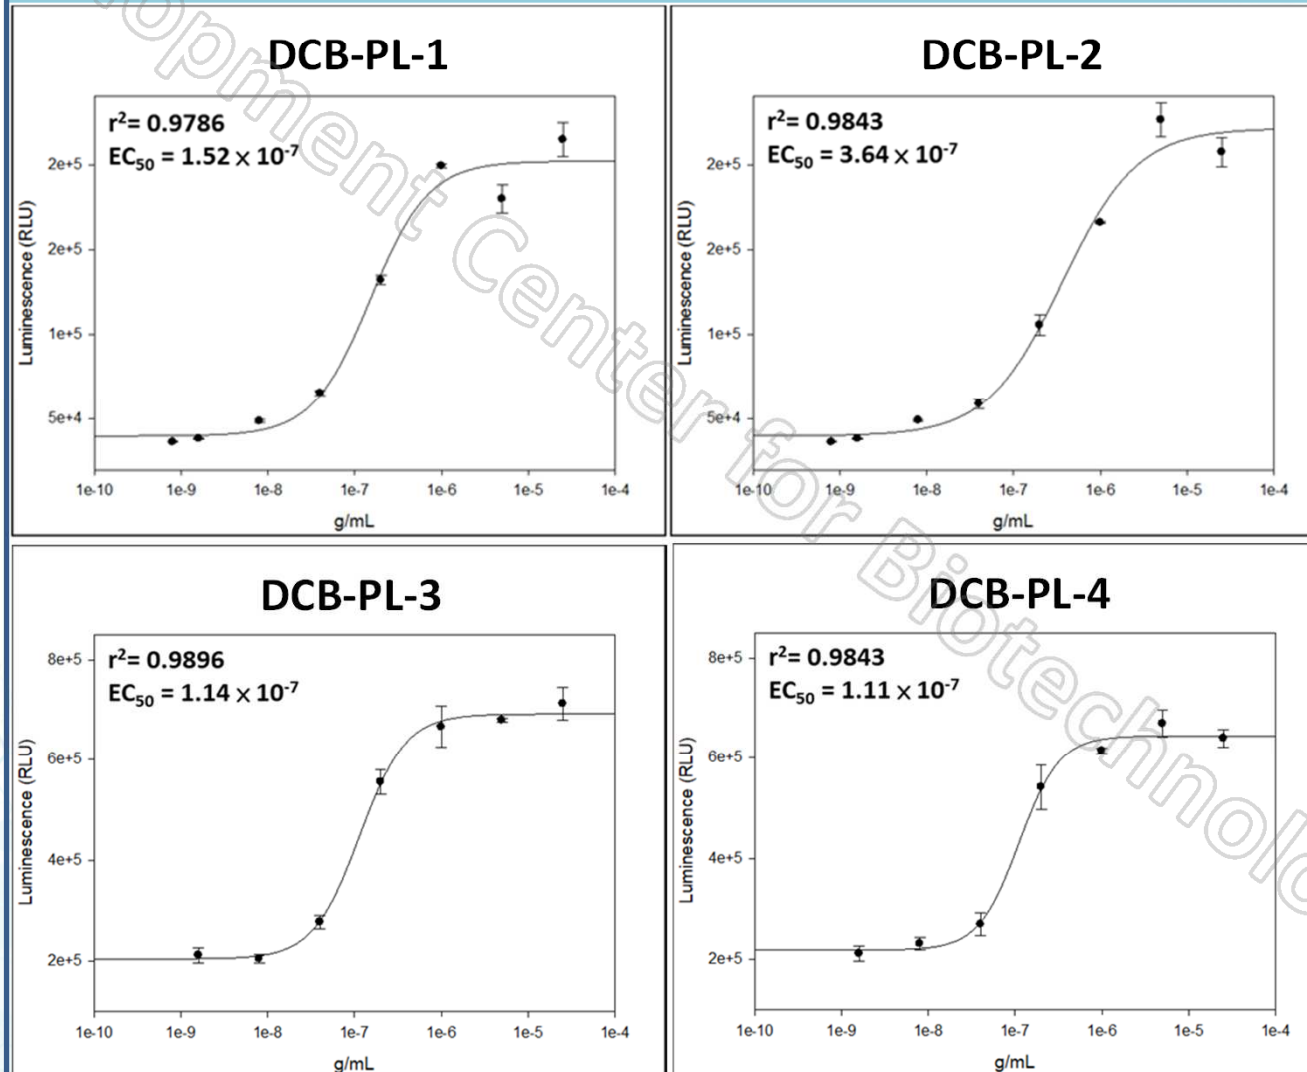 DCB-PL-1
r²= 0.9786
EC₅₀ = 1.52 × 10⁻⁷
Luminescence (RLU)
2e+5
2e+5
1e+5
5e+4
1e-10 1e-9 1e-8 1e-7 1e-6 1e-5 1e-4
g/mL
DCB-PL-2
r²= 0.9843
EC₅₀ = 3.64 × 10⁻⁷
Luminescence (RLU)
2e+5
2e+5
1e+5
5e+4
1e-10 1e-9 1e-8 1e-7 1e-6 1e-5 1e-4
g/mL
DCB-PL-3
r²= 0.9896
EC₅₀ = 1.14 × 10⁻⁷
Luminescence (RLU)
8e+5
6e+5
4e+5
2e+5
1e-10 1e-9 1e-8 1e-7 1e-6 1e-5 1e-4
g/mL
DCB-PL-4
r²= 0.9843
EC₅₀ = 1.11 × 10⁻⁷
Luminescence (RLU)
8e+5
6e+5
4e+5
2e+5
1e-10 1e-9 1e-8 1e-7 1e-6 1e-5 1e-4
g/mL
opment Center for Biotechnolo